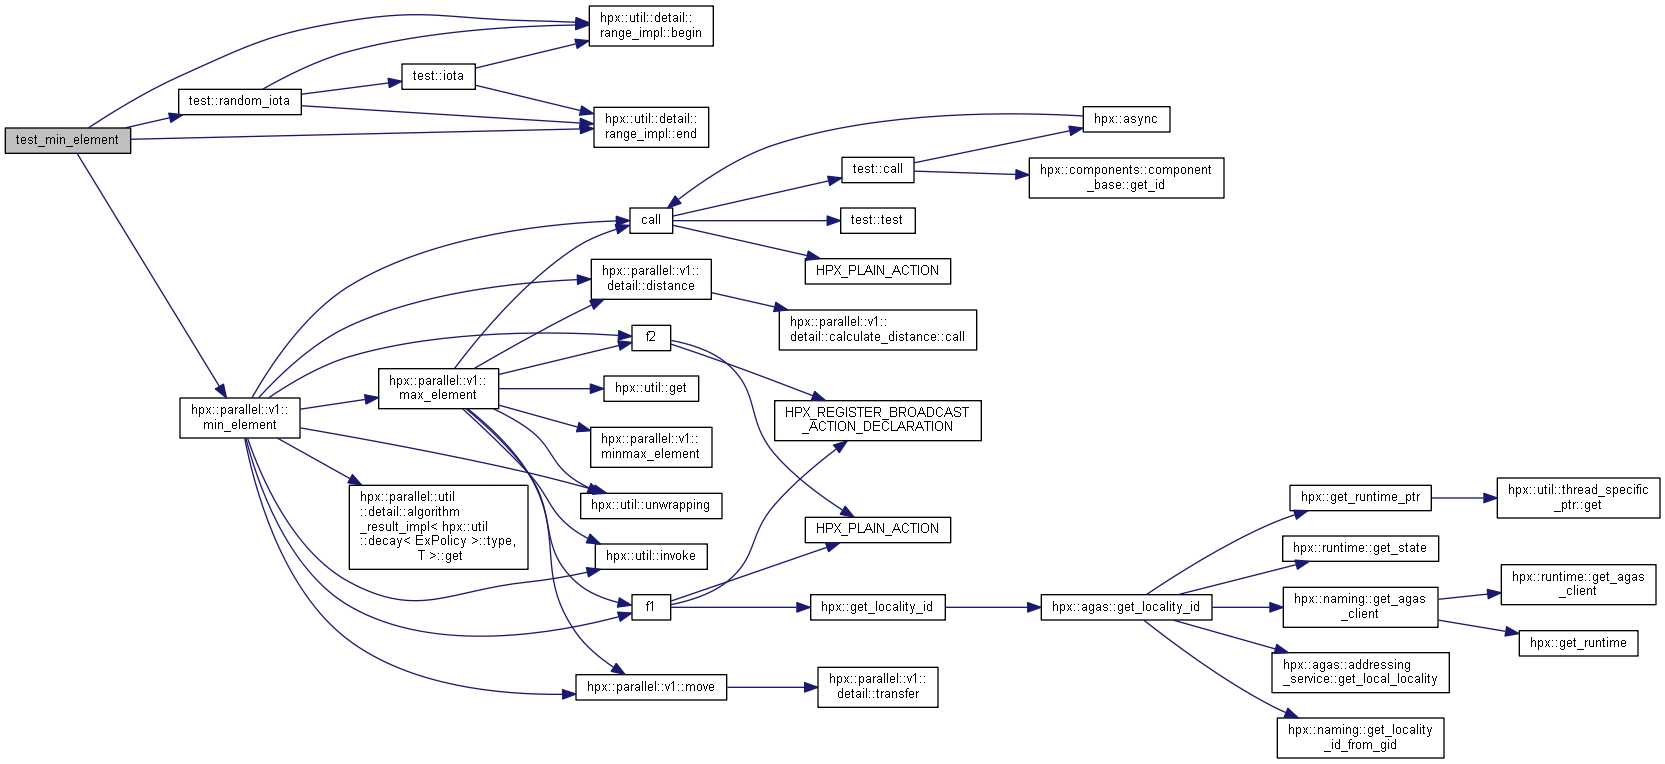 test_min_element
test::random_iota
hpx::parallel::v1::
min_element
test::iota
hpx::parallel::v1::
max_element
hpx::parallel::util
::detail::algorithm
_result_impl< hpx::util
::decay< ExPolicy >::type,
T >::get
hpx::util::detail::
range_impl::begin
hpx::util::detail::
range_impl::end
call
hpx::parallel::v1::
detail::distance
f2
hpx::util::get
hpx::parallel::v1::
minmax_element
hpx::util::unwrapping
hpx::util::invoke
f1
hpx::parallel::v1::move
test::call
test::test
HPX_PLAIN_ACTION
hpx::parallel::v1::
detail::calculate_distance::call
HPX_REGISTER_BROADCAST
_ACTION_DECLARATION
HPX_PLAIN_ACTION
hpx::get_locality_id
hpx::parallel::v1::
detail::transfer
hpx::async
hpx::components::component
_base::get_id
hpx::agas::get_locality_id
hpx::get_runtime_ptr
hpx::runtime::get_state
hpx::naming::get_agas
_client
hpx::agas::addressing
_service::get_local_locality
hpx::naming::get_locality
_id_from_gid
hpx::util::thread_specific
_ptr::get
hpx::runtime::get_agas
_client
hpx::get_runtime